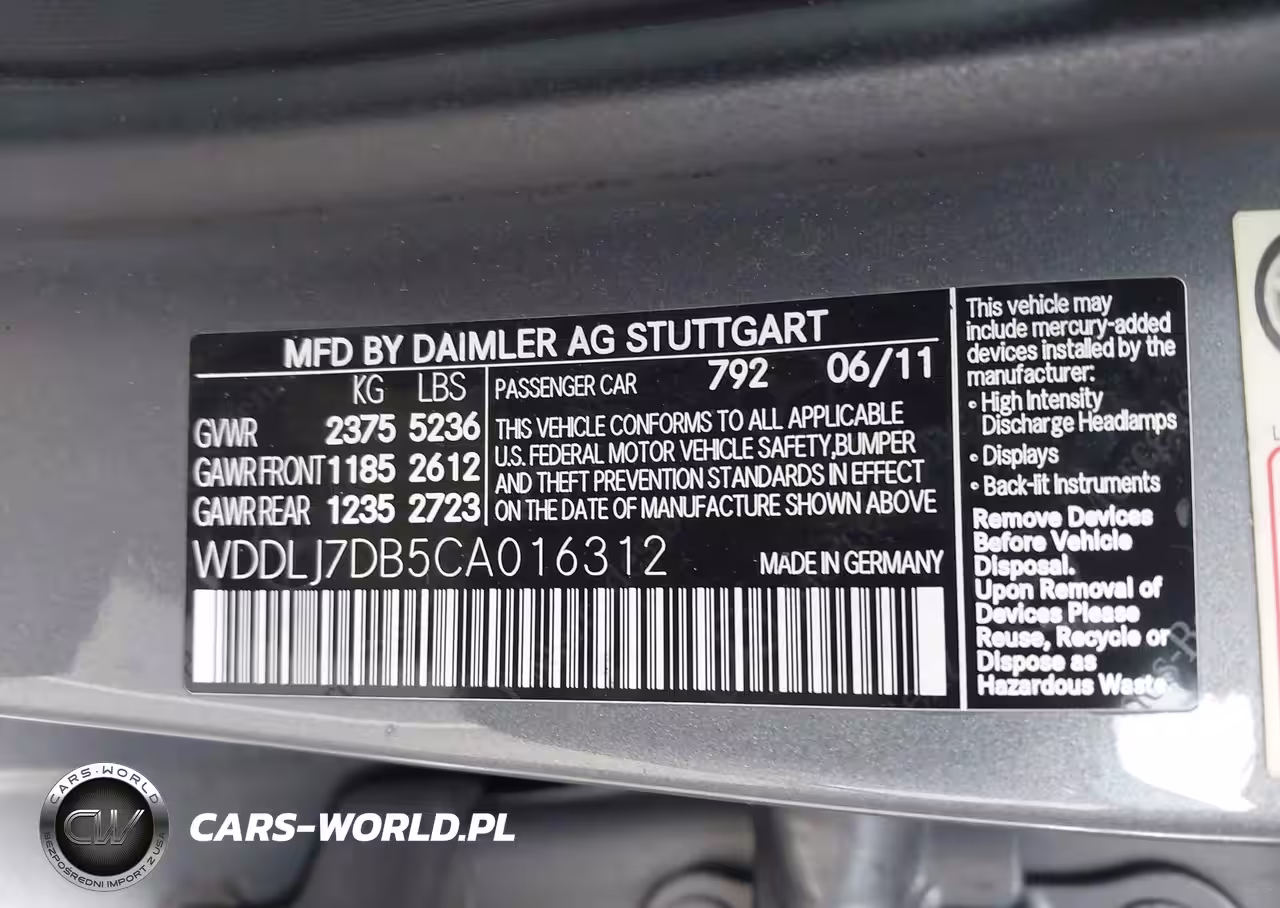 MFD BY DAIMLER AG STUTTGART
KG LBS
GVWR 2375 5236
GAWR FRONT 1185 2612
GAWR REAR 1235 2723
PASSENGER CAR 792 06/11
THIS VEHICLE CONFORMS TO ALL APPLICABLE
U.S. FEDERAL MOTOR VEHICLE SAFETY,BUMPER
AND THEFT PREVENTION STANDARDS IN EFFECT
ON THE DATE OF MANUFACTURE SHOWN ABOVE
WDDLJ7DB5CA016312 MADE IN GERMANY
This vehicle may
include mercury-added
devices installed by the
manufacturer:
• High Intensity
Discharge Headlamps
• Displays
• Back-lit Instruments
Remove Devices
Before Vehicle
Disposal.
Upon Removal of
Devices Please
Reuse, Recycle or
Dispose as
Hazardous Waste.
CARS-WORLD
CW
BEZPOŚREDNI IMPORT Z USA
CARS-WORLD.PL